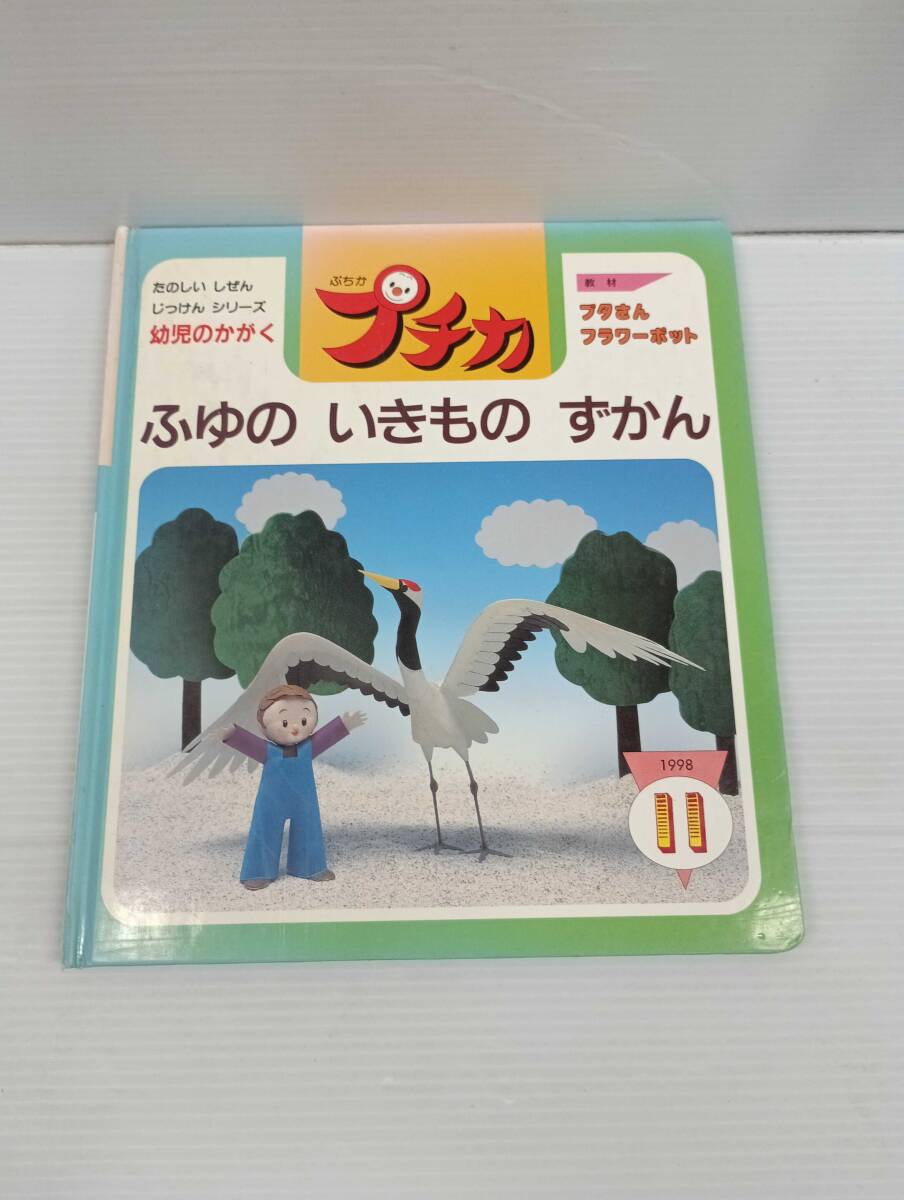 たのしい しぜん
じっけん シリーズ
幼児のかがく
ぷちか
プチカ
教材
ブタさん
フラワーポット
ふゆの いきもの ずかん
1998
11